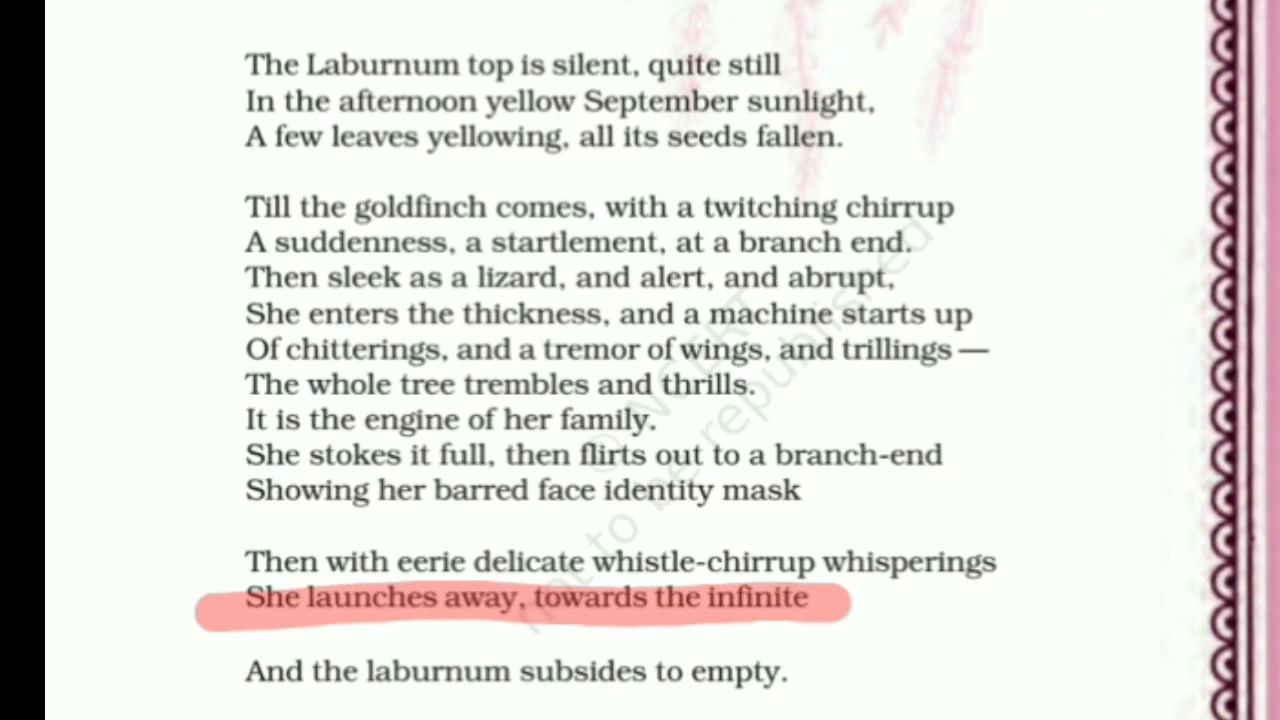 The Laburnum top is silent, quite still
In the afternoon yellow September sunlight,
A few leaves yellowing, all its seeds fallen.
Till the goldfinch comes, with a twitching chirrup
A suddenness, a startlement, at a branch end.
Then sleek as a lizard, and alert, and abrupt,
She enters the thickness, and a machine starts up
Of chitterings, and a tremor of wings, and trillings —
The whole tree trembles and thrills.
It is the engine of her family.
She stokes it full, then flirts out to a branch-end
Showing her barred face identity mask
Then with eerie delicate whistle-chirrup whisperings
She launches away, towards the infinite
And the laburnum subsides to empty.
© NCERT
not to be republished